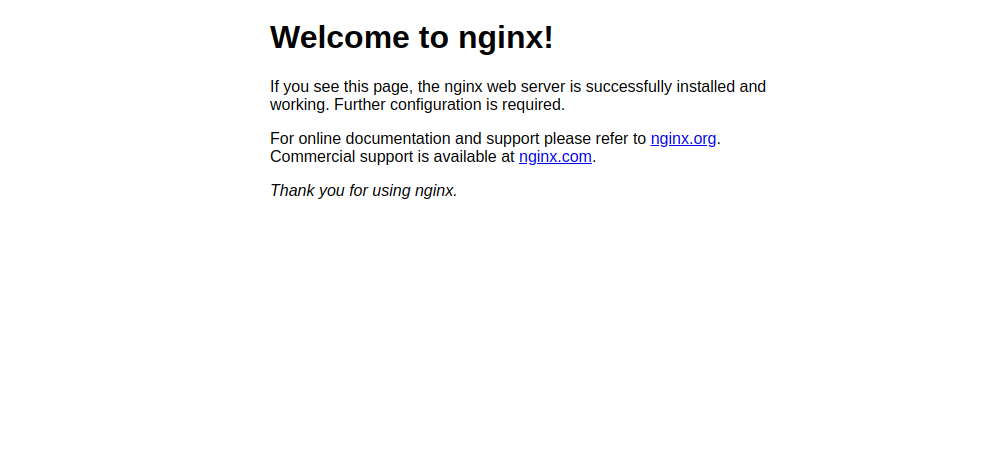 Welcome to nginx!
If you see this page, the nginx web server is successfully installed and
working. Further configuration is required.
For online documentation and support please refer to nginx.org.
Commercial support is available at nginx.com.
Thank you for using nginx.